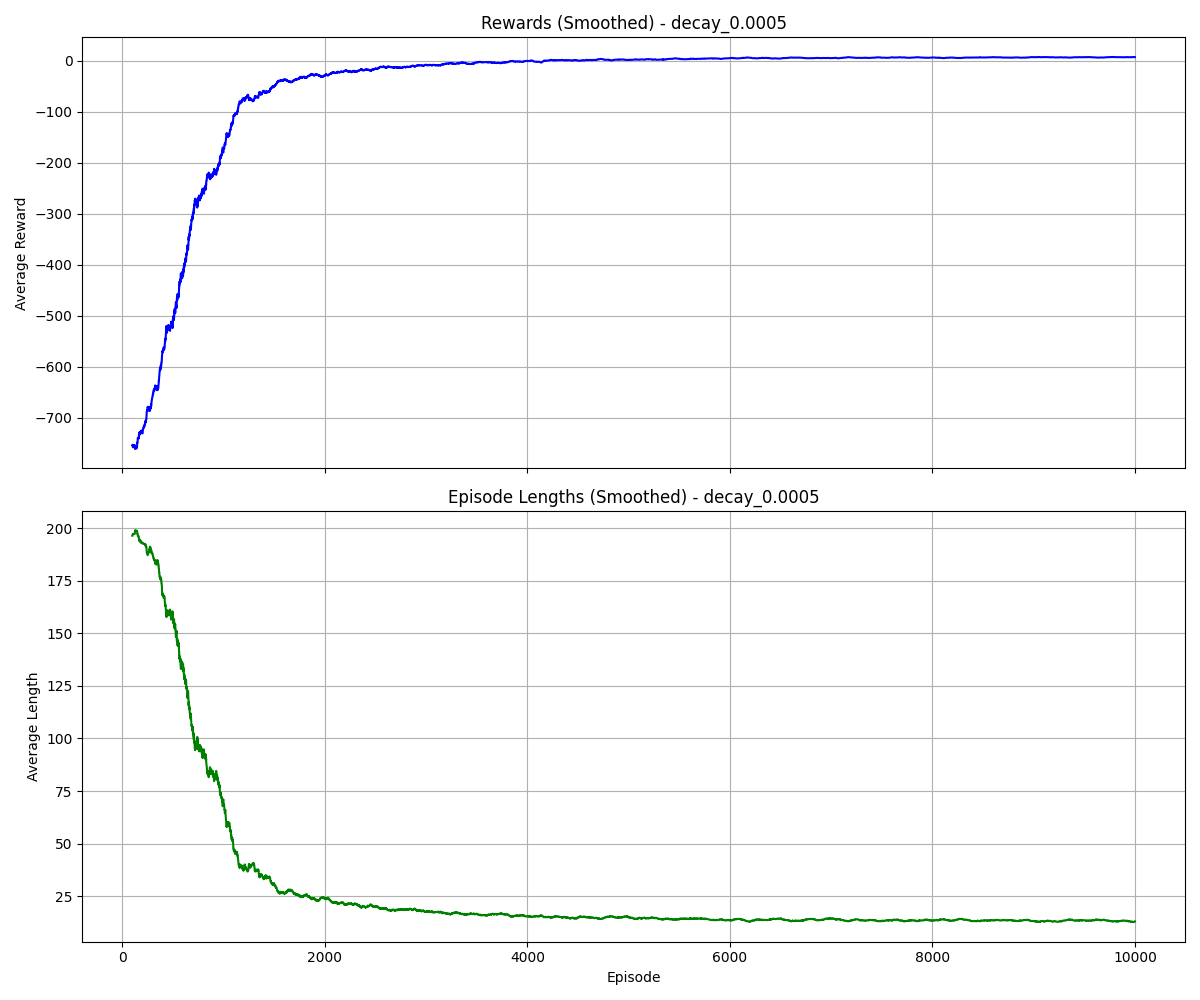 Rewards (Smoothed) - decay_0.0005
0
−100
−200
−300
−400
−500
−600
−700
Average Reward
Episode Lengths (Smoothed) - decay_0.0005
200
175
150
125
100
75
50
25
Average Length
0 2000 4000 6000 8000 10000
Episode